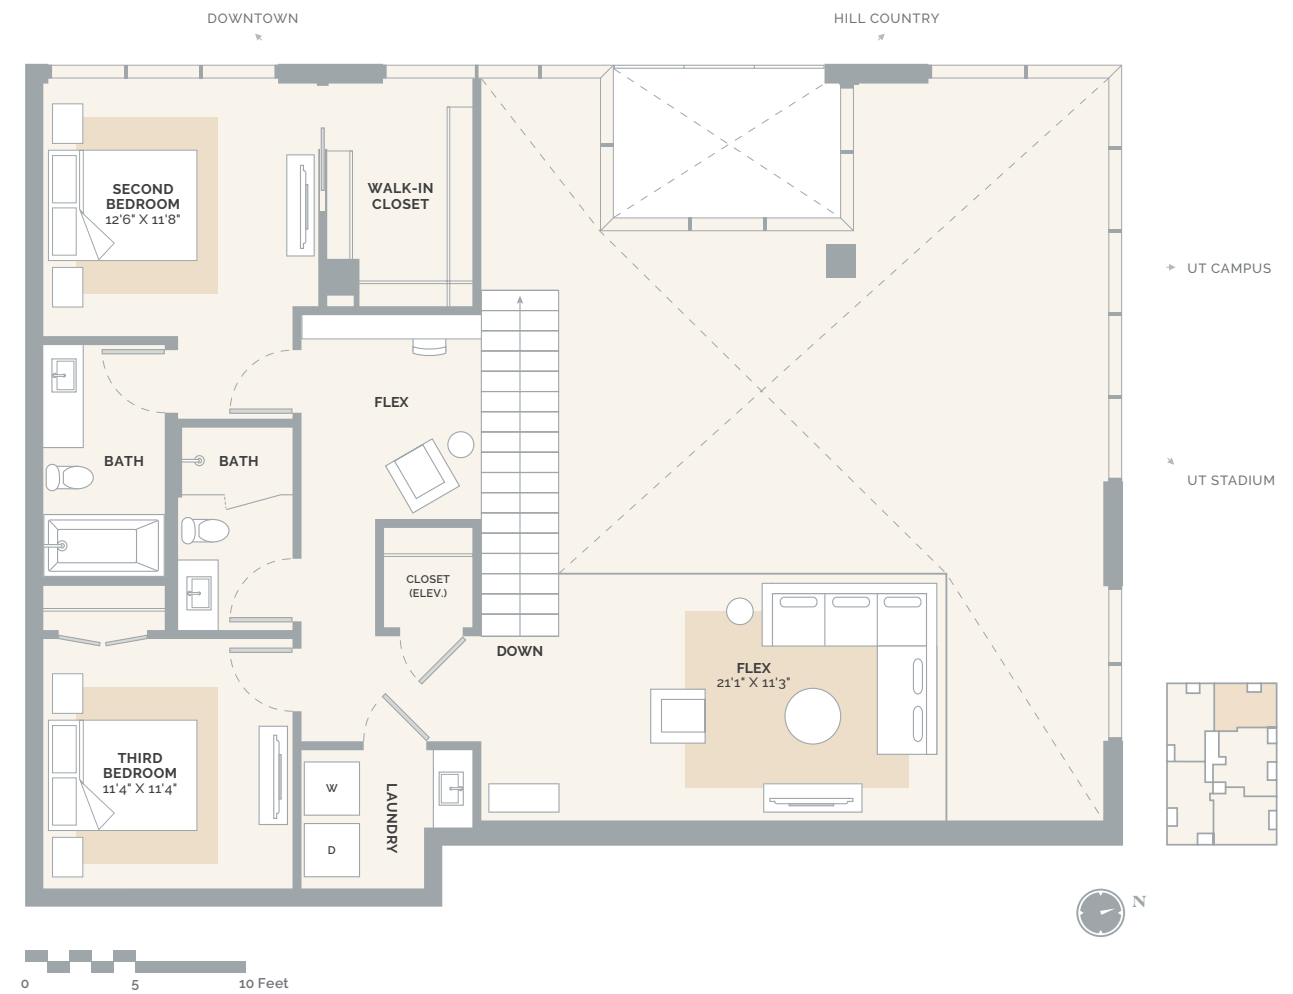 DOWNTOWN
HILL COUNTRY
SECOND
BEDROOM
12'6" X 11'8"
WALK-IN
CLOSET
UT CAMPUS
FLEX
BATH
BATH
UT STADIUM
CLOSET
(ELEV.)
DOWN
FLEX
21'1" X 11'3"
THIRD
BEDROOM
11'4" X 11'4"
W
LAUNDRY
D
N
0
5
10 Feet